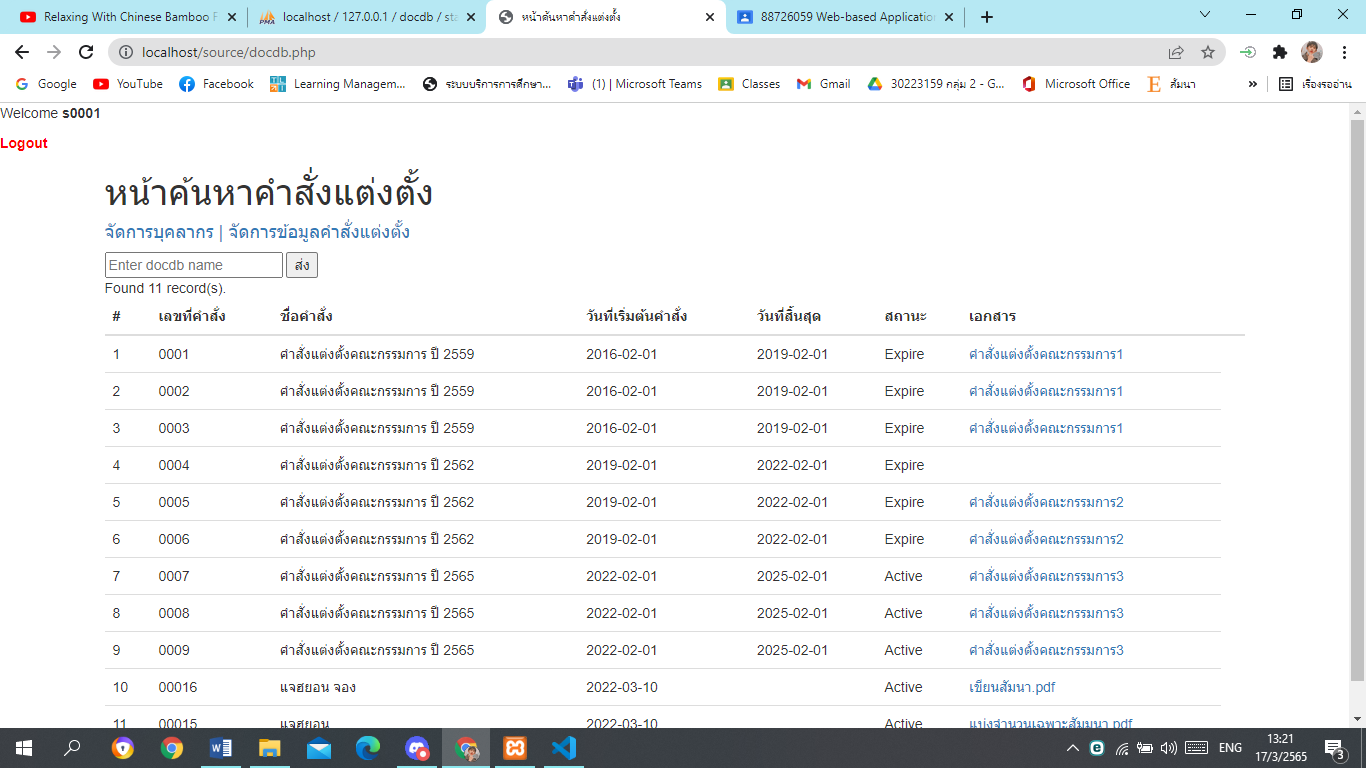 Relaxing With Chinese Bamboo F
localhost / 127.0.0.1 / docdb / sta
หน้าค้นหาคำสั่งแต่งตั้ง
88726059 Web-based Application
localhost/source/docdb.php
Google YouTube Facebook Learning Managem... ระบบบริการการศึกษา... (1) | Microsoft Teams Classes Gmail 30223159 กลุ่ม 2 - G... Microsoft Office สัมนา » เรื่องรออ่าน
Welcome s0001
Logout
หน้าค้นหาคำสั่งแต่งตั้ง
จัดการบุคลากร | จัดการข้อมูลคำสั่งแต่งตั้ง
Enter docdb name ส่ง
Found 11 record(s).
# เลขที่คำสั่ง ชื่อคำสั่ง วันที่เริ่มต้นคำสั่ง วันที่สิ้นสุด สถานะ เอกสาร
1 0001 คำสั่งแต่งตั้งคณะกรรมการ ปี 2559 2016-02-01 2019-02-01 Expire คำสั่งแต่งตั้งคณะกรรมการ1
2 0002 คำสั่งแต่งตั้งคณะกรรมการ ปี 2559 2016-02-01 2019-02-01 Expire คำสั่งแต่งตั้งคณะกรรมการ1
3 0003 คำสั่งแต่งตั้งคณะกรรมการ ปี 2559 2016-02-01 2019-02-01 Expire คำสั่งแต่งตั้งคณะกรรมการ1
4 0004 คำสั่งแต่งตั้งคณะกรรมการ ปี 2562 2019-02-01 2022-02-01 Expire
5 0005 คำสั่งแต่งตั้งคณะกรรมการ ปี 2562 2019-02-01 2022-02-01 Expire คำสั่งแต่งตั้งคณะกรรมการ2
6 0006 คำสั่งแต่งตั้งคณะกรรมการ ปี 2562 2019-02-01 2022-02-01 Expire คำสั่งแต่งตั้งคณะกรรมการ2
7 0007 คำสั่งแต่งตั้งคณะกรรมการ ปี 2565 2022-02-01 2025-02-01 Active คำสั่งแต่งตั้งคณะกรรมการ3
8 0008 คำสั่งแต่งตั้งคณะกรรมการ ปี 2565 2022-02-01 2025-02-01 Active คำสั่งแต่งตั้งคณะกรรมการ3
9 0009 คำสั่งแต่งตั้งคณะกรรมการ ปี 2565 2022-02-01 2025-02-01 Active คำสั่งแต่งตั้งคณะกรรมการ3
10 00016 แจฮยอน จอง 2022-03-10 Active เขียนสัมนา.pdf
11 00015 แจฮยอน 2022-03-10 Active แบ่งจำนวนเฉพาะสัมมนา.pdf
ENG
13:21
17/3/2565
3